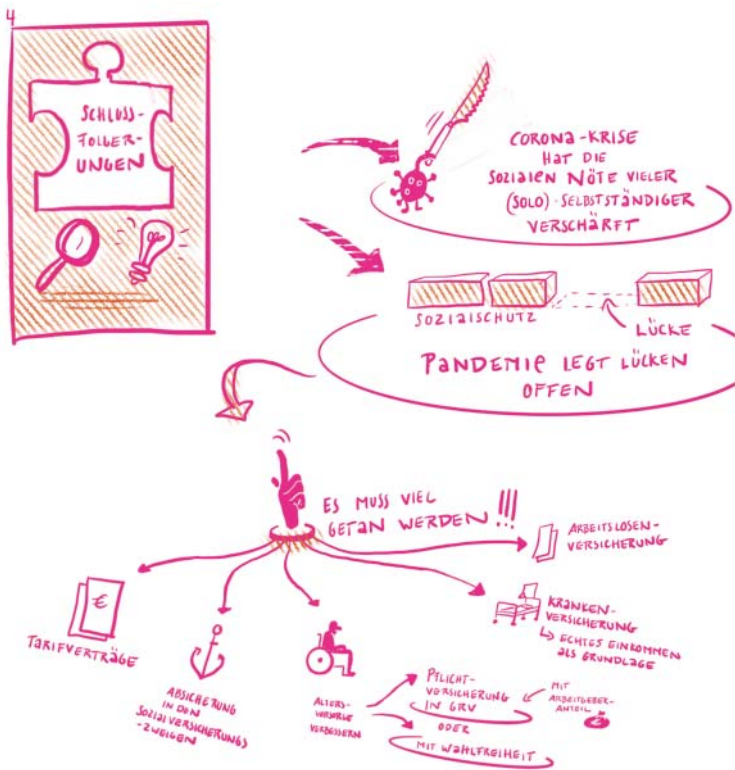 4
SCHLUSS-
FOLGER-
UNGEN
CORONA-KRISE
HAT DIE
SOZIALEN NÖTE VIELER
(SOLO)-SELBSTSTÄNDIGER
VERSCHÄRFT
SOZIALSCHUTZ
LÜCKE
PANDEMIE LEGT LÜCKEN
OFFEN
ES MUSS VIEL
GETAN WERDEN !!!
ARBEITSLOSEN-
VERSICHERUNG
KRANKEN-
VERSICHERUNG
↳ ECHTES EINKOMMEN
ALS GRUNDLAGE
€
TARIFVERTRÄGE
ABSICHERUNG
IN DEN
SOZIALVERSICHERUNGS
-ZWEIGEN
ALTERS-
VORSORGE
VERBESSERN
PFLICHT-
VERSICHERUNG
IN GRV
MIT
ARBEITGEBER-
ANTEIL
€
ODER
MIT WAHLFREIHEIT